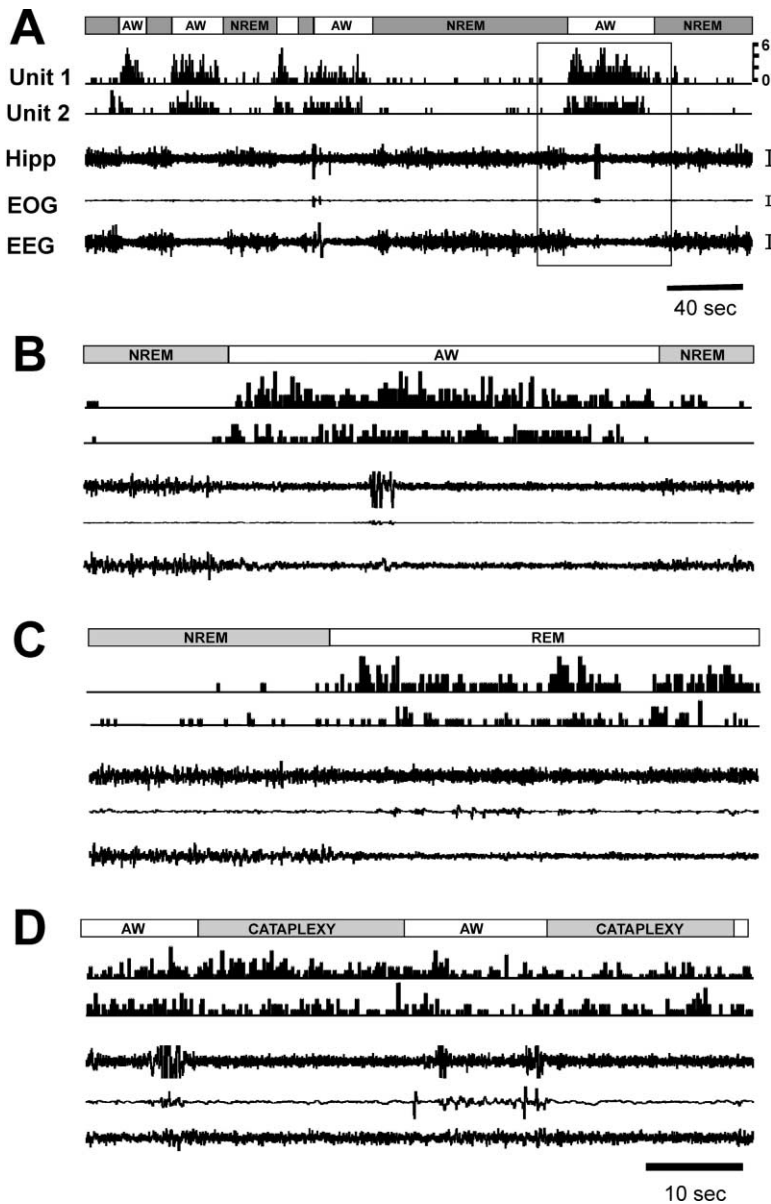 A
AW AW NREM AW NREM AW NREM
Unit 1
6
0
Unit 2
Hipp
EOG
EEG
40 sec
B
NREM AW NREM
C
NREM REM
D
AW CATAPLEXY AW CATAPLEXY
10 sec